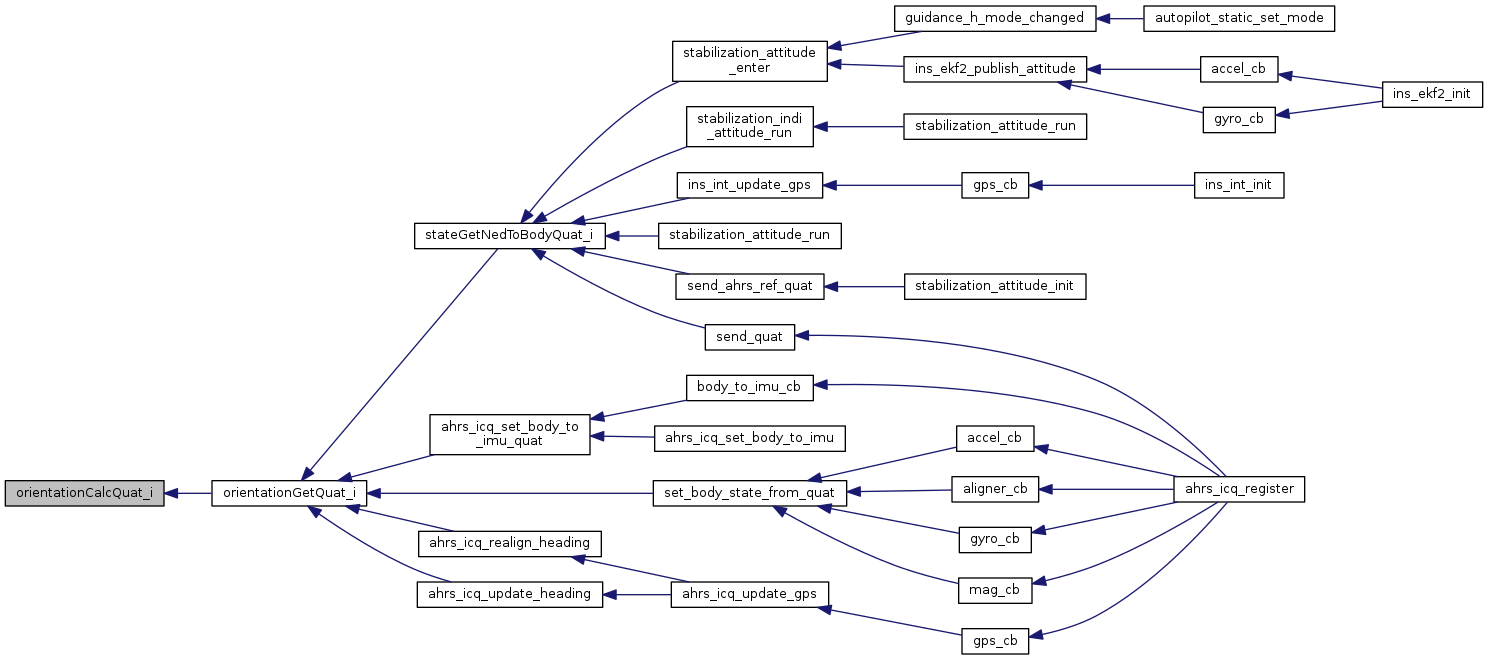 guidance_h_mode_changed
autopilot_static_set_mode
stabilization_attitude
_enter
ins_ekf2_publish_attitude
accel_cb
ins_ekf2_init
gyro_cb
stabilization_indi
_attitude_run
stabilization_attitude_run
ins_int_update_gps
gps_cb
ins_int_init
stateGetNedToBodyQuat_i
stabilization_attitude_run
send_ahrs_ref_quat
stabilization_attitude_init
send_quat
body_to_imu_cb
ahrs_icq_set_body_to
_imu_quat
ahrs_icq_set_body_to_imu
accel_cb
orientationCalcQuat_i
orientationGetQuat_i
set_body_state_from_quat
aligner_cb
ahrs_icq_register
ahrs_icq_realign_heading
gyro_cb
ahrs_icq_update_heading
ahrs_icq_update_gps
mag_cb
gps_cb